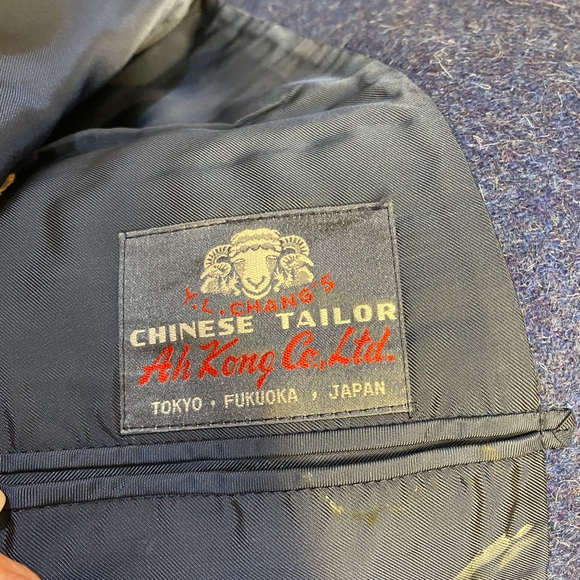 Y.L. CHANG'S
CHINESE TAILOR
Ah Kong Co., Ltd.
TOKYO · FUKUOKA , JAPAN